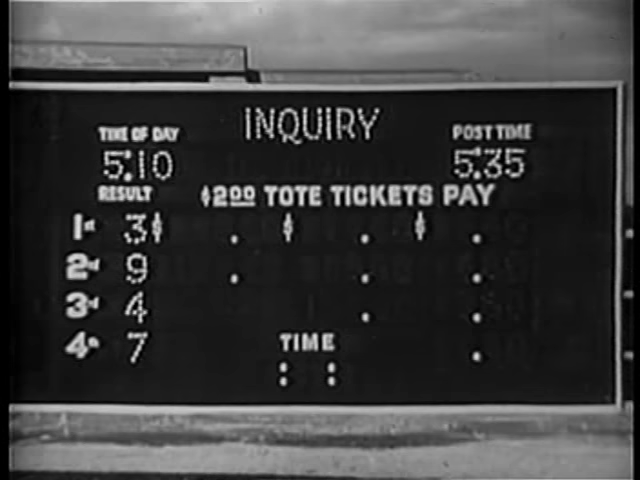 INQUIRY
TIME OF DAY POST TIME
5:10 5:35
RESULT $2.00 TOTE TICKETS PAY
1st 3 $ . $ . $ .
2nd 9 . . .
3rd 4 . .
4th 7 .
TIME
: :